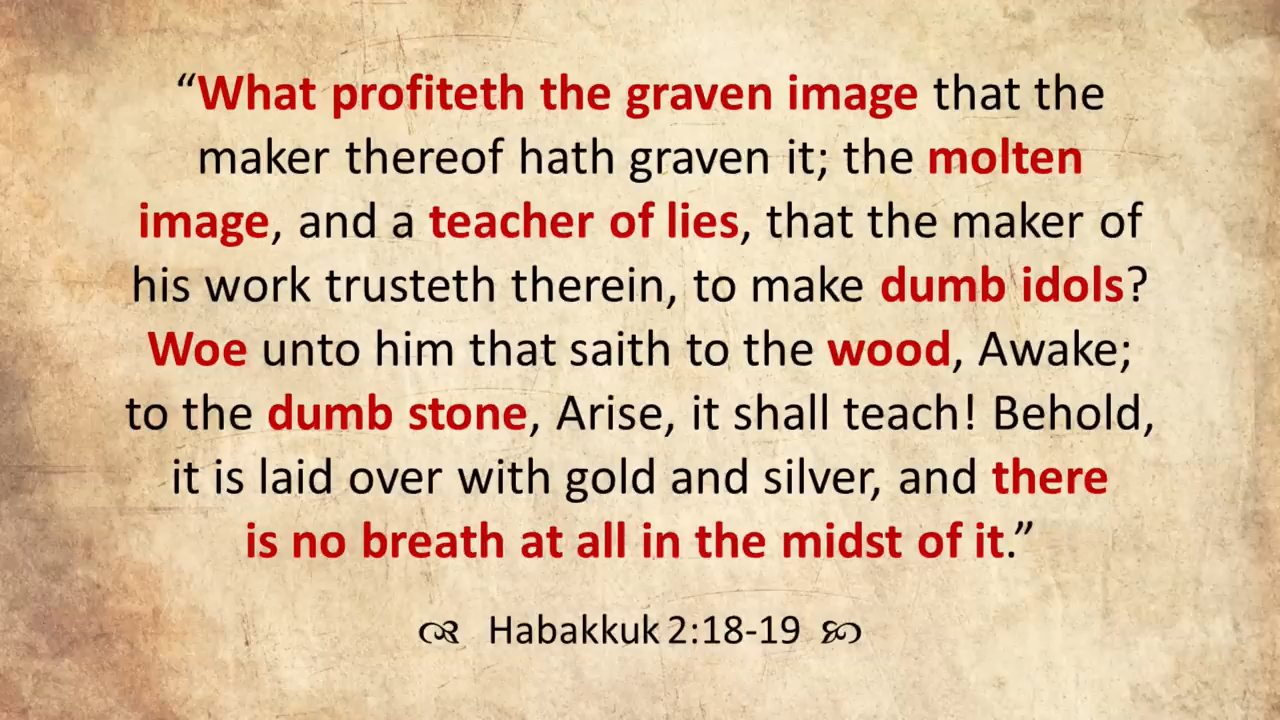 “What profiteth the graven image that the
maker thereof hath graven it; the molten
image, and a teacher of lies, that the maker of
his work trusteth therein, to make dumb idols?
Woe unto him that saith to the wood, Awake;
to the dumb stone, Arise, it shall teach! Behold,
it is laid over with gold and silver, and there
is no breath at all in the midst of it.”
Habakkuk 2:18-19